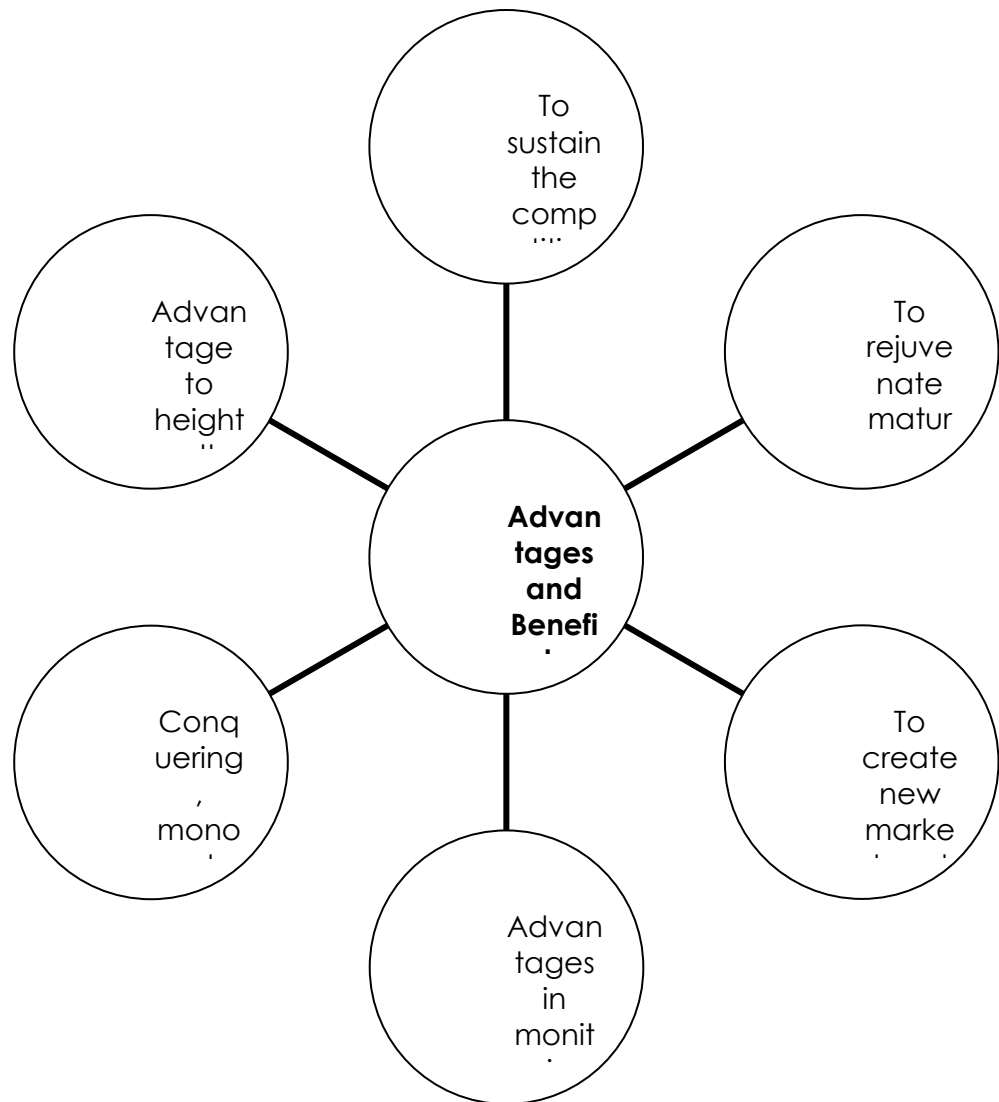 To
sustain
the
comp
Advan
tage
to
height
To
rejuve
nate
matur
Advan
tages
and
Benefi
Conq
uering
,
mono
To
create
new
marke
Advan
tages
in
monit